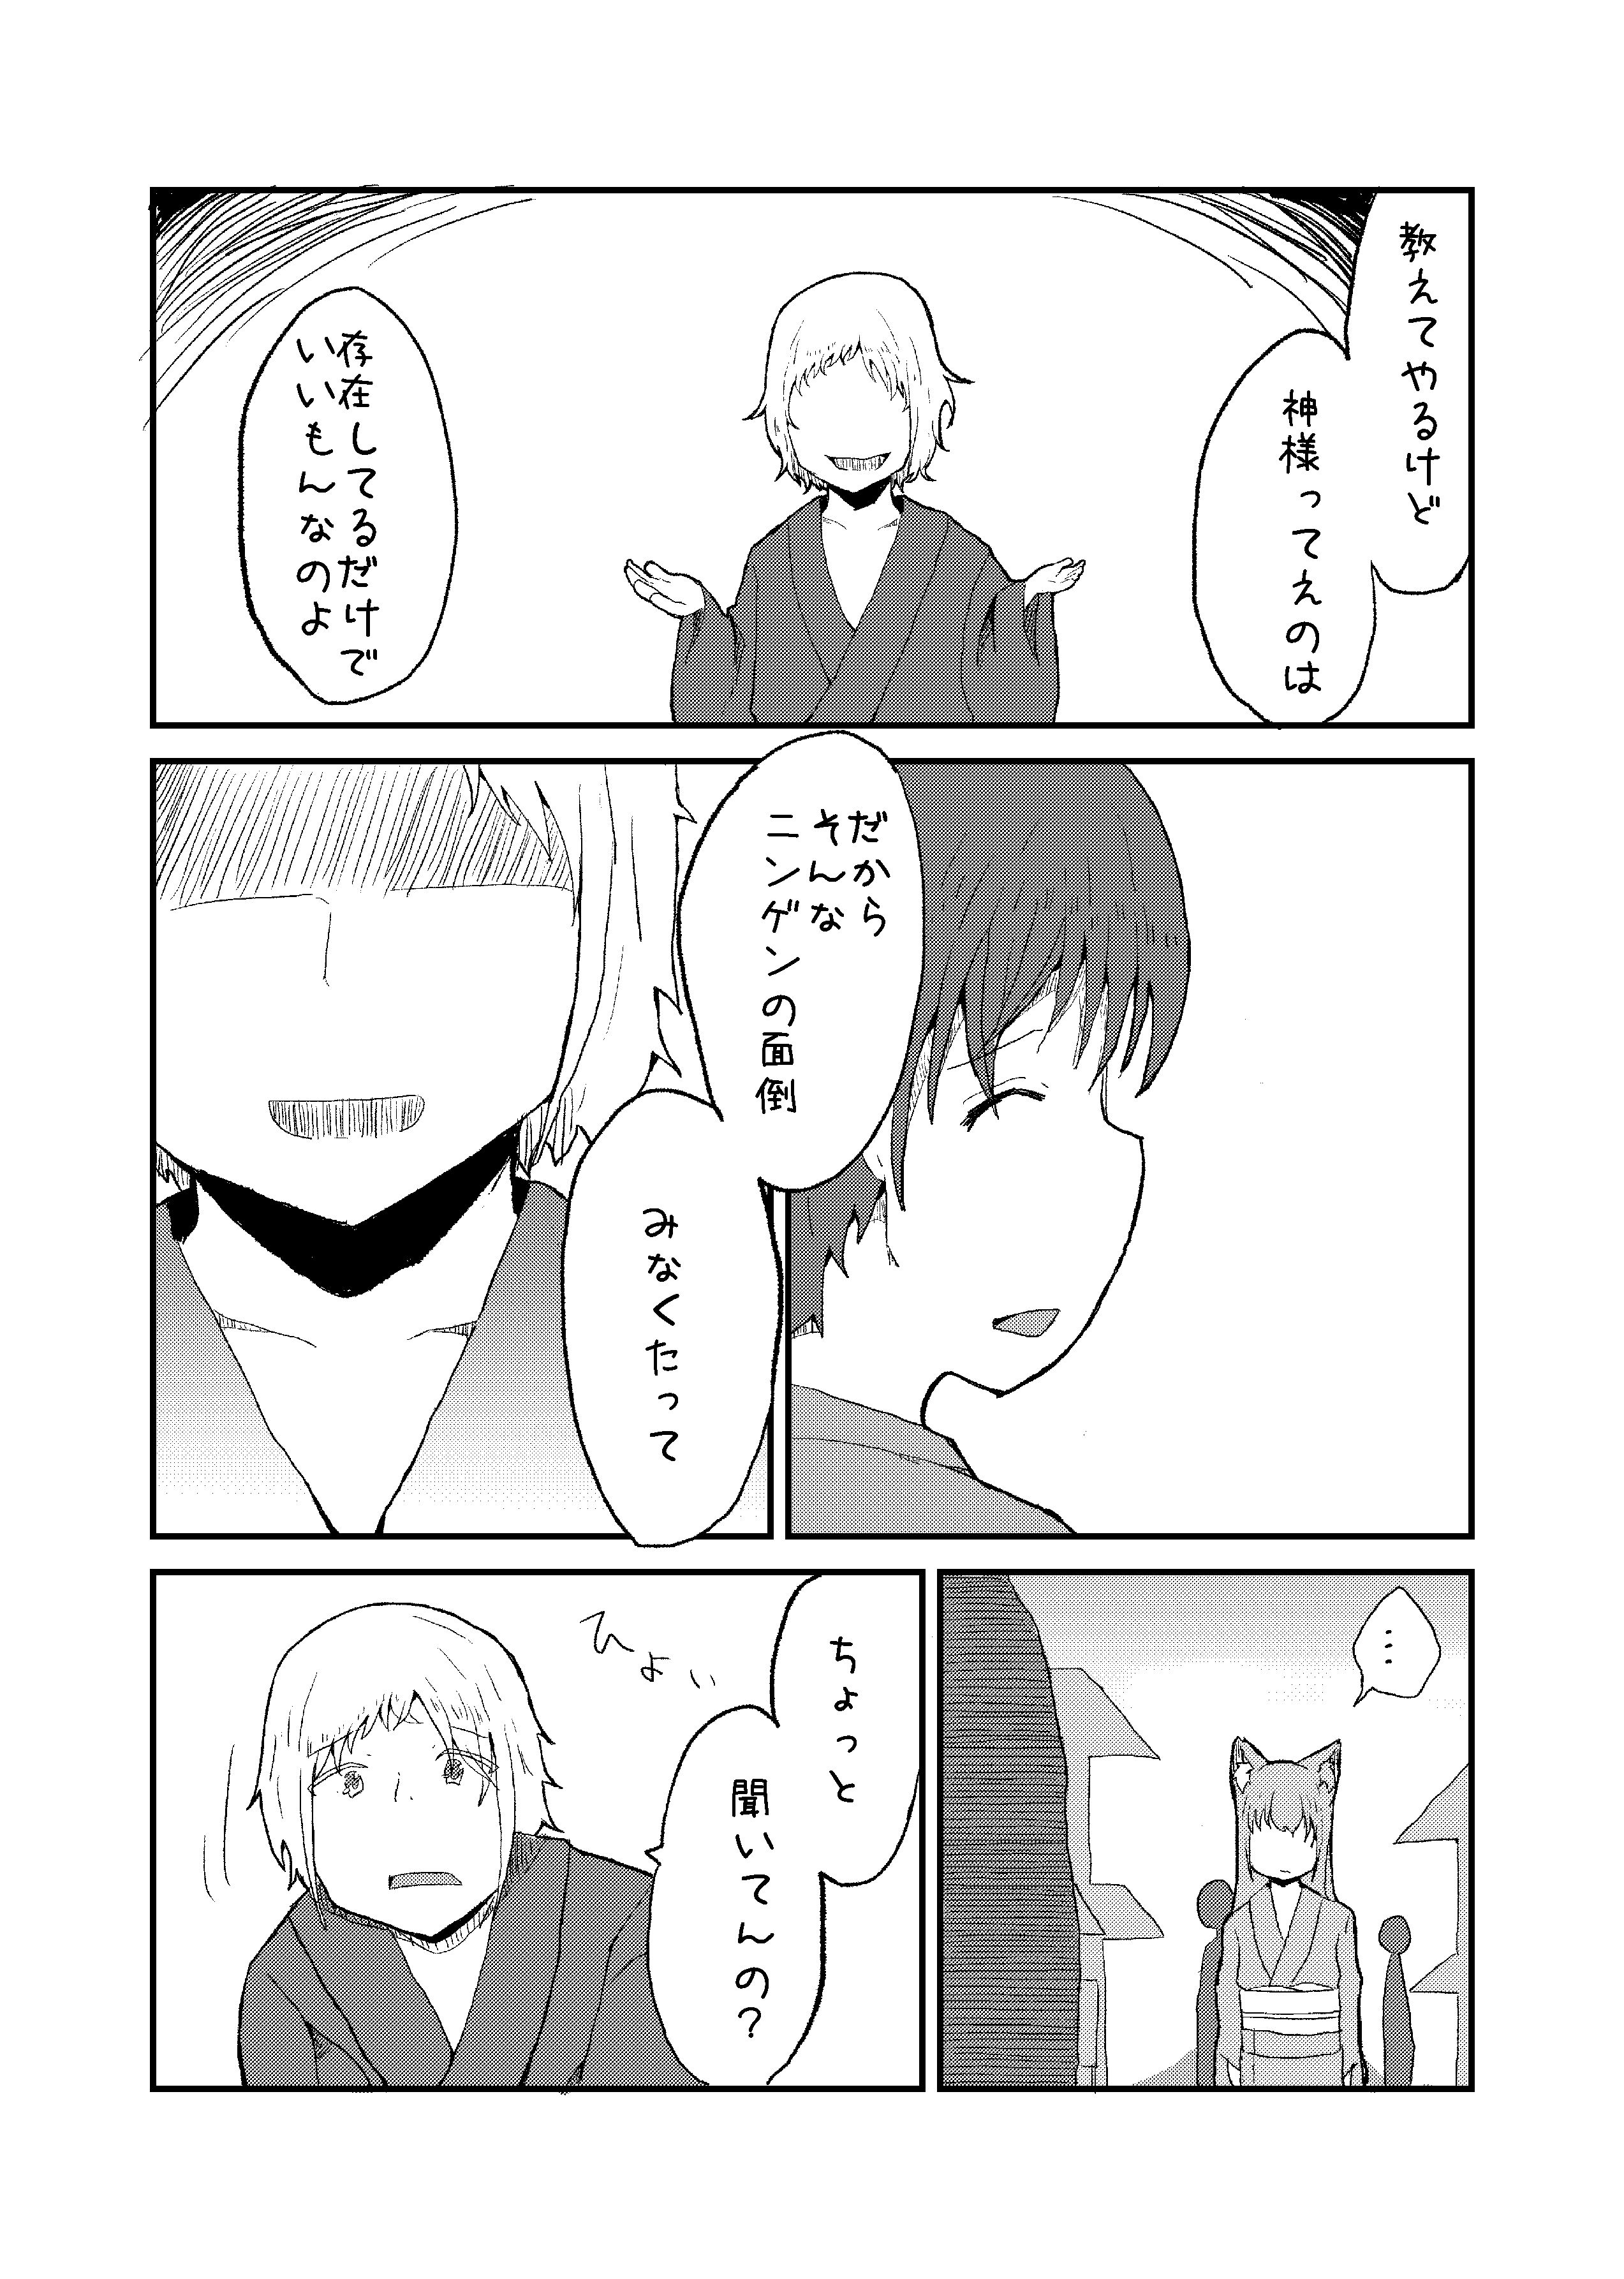 教えてやるけど
神様ってえのは
存在してるだけで
いいもんなのよ
だから
そんな
ニンゲンの面倒
みなくたって
…
ちょっと
聞いてんの?
ひょい